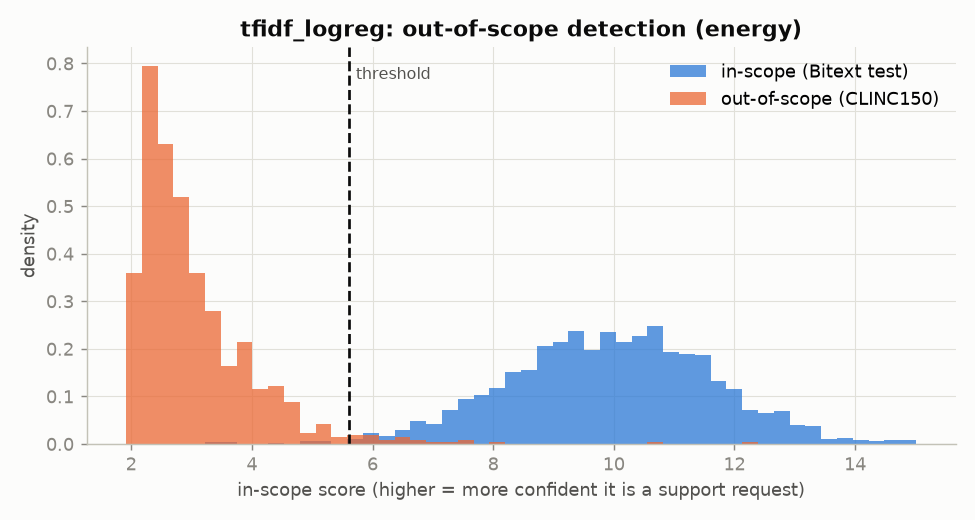 tfidf_logreg: out-of-scope detection (energy)
threshold
in-scope (Bitext test)
out-of-scope (CLINC150)
density
0.8
0.7
0.6
0.5
0.4
0.3
0.2
0.1
0.0
2 4 6 8 10 12 14
in-scope score (higher = more confident it is a support request)